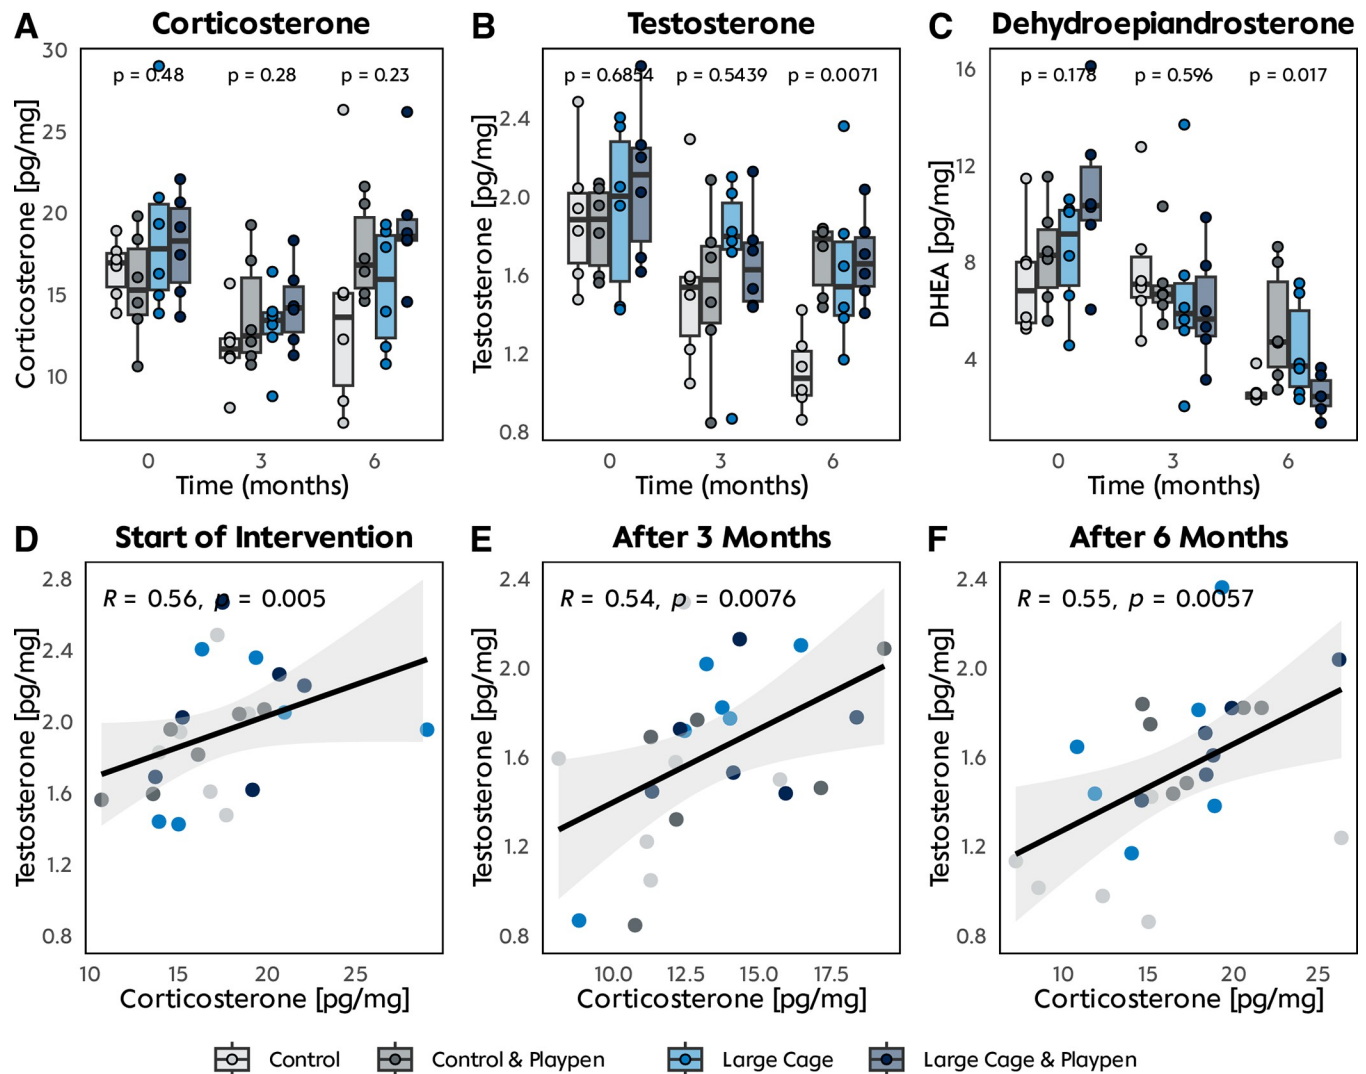 A Corticosterone
B Testosterone
C Dehydroepiandrosterone
Corticosterone [pg/mg]
30
25
20
15
10
p = 0.48
p = 0.28
p = 0.23
0
3
6
Time (months)
Testosterone [pg/mg]
2.4
2.0
1.6
1.2
0.8
p = 0.6854
p = 0.5439
p = 0.0071
0
3
6
Time (months)
DHEA [pg/mg]
16
12
8
4
p = 0.178
p = 0.596
p = 0.017
0
3
6
Time (months)
D Start of Intervention
E After 3 Months
F After 6 Months
Testosterone [pg/mg]
2.8
2.4
2.0
1.6
1.2
0.8
R = 0.56, p = 0.005
10
15
20
25
Corticosterone [pg/mg]
Testosterone [pg/mg]
2.4
2.0
1.6
1.2
0.8
R = 0.54, p = 0.0076
10.0
12.5
15.0
17.5
Corticosterone [pg/mg]
Testosterone [pg/mg]
2.4
2.0
1.6
1.2
0.8
R = 0.55, p = 0.0057
10
15
20
25
Corticosterone [pg/mg]
Control
Control & Playpen
Large Cage
Large Cage & Playpen